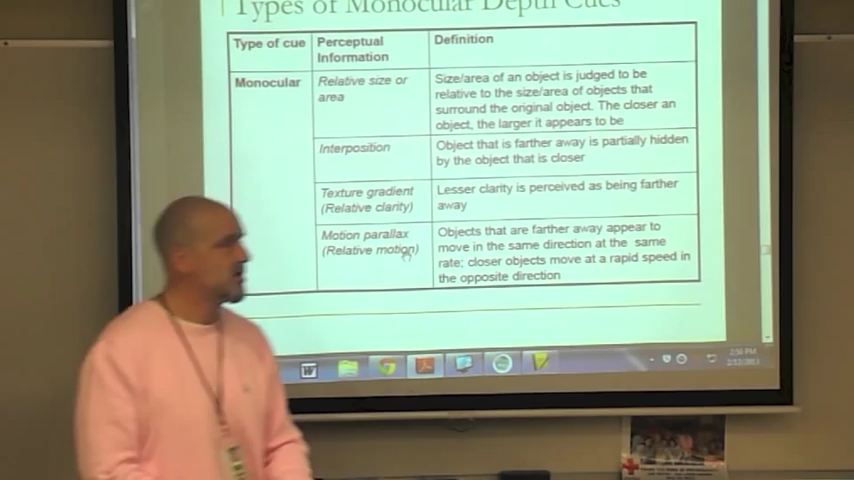 Types of Monocular Depth Cues
Type of cue
Perceptual
Information
Definition
Monocular
Relative size or
area
Size/area of an object is judged to be
relative to the size/area of objects that
surround the original object. The closer an
object, the larger it appears to be
Interposition
Object that is farther away is partially hidden
by the object that is closer
Texture gradient
(Relative clarity)
Lesser clarity is perceived as being farther
away
Motion parallax
(Relative motion)
Objects that are farther away appear to
move in the same direction at the same
rate; closer objects move at a rapid speed in
the opposite direction
W